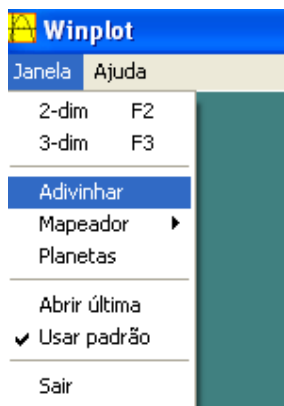 Winplot
Janela Ajuda
2-dim F2
3-dim F3
Adivinhar
Mapeador
Planetas
Abrir última
Usar padrão
Sair